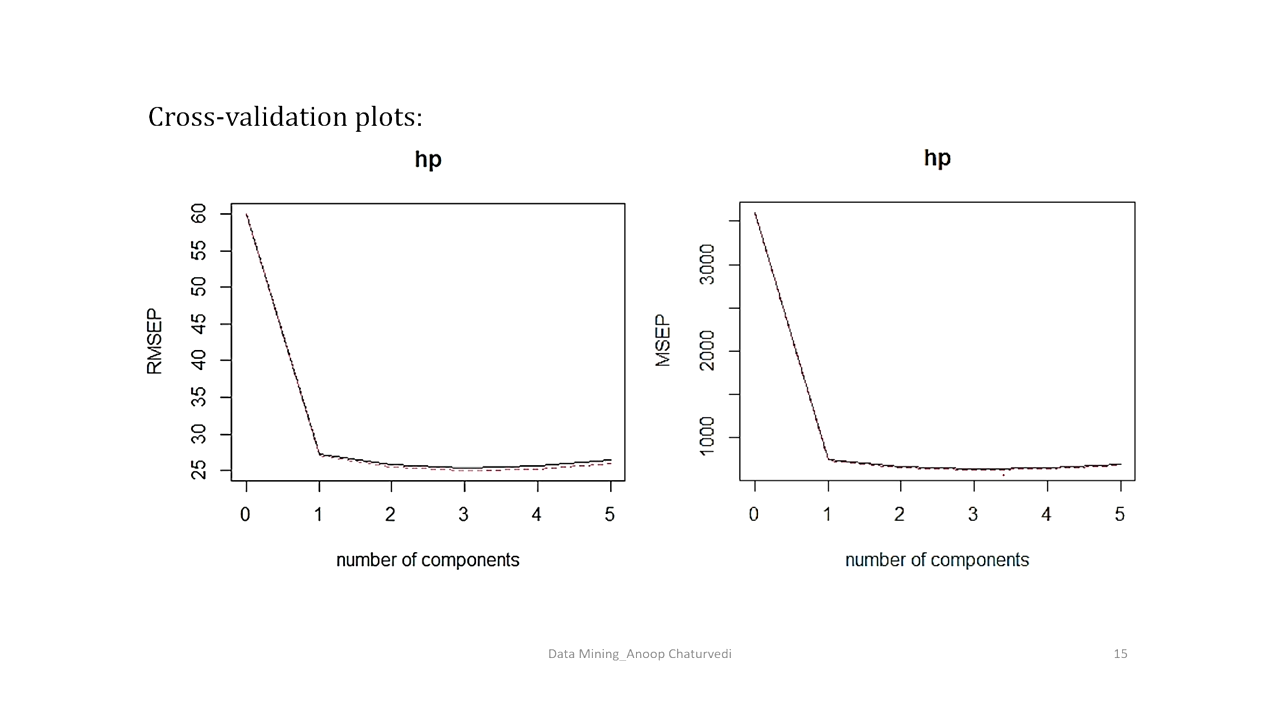 Cross-validation plots:
hp
RMSEP
60
55
50
45
40
35
30
25
0 1 2 3 4 5
number of components
hp
MSEP
3000
2000
1000
0 1 2 3 4 5
number of components
Data Mining_Anoop Chaturvedi
15